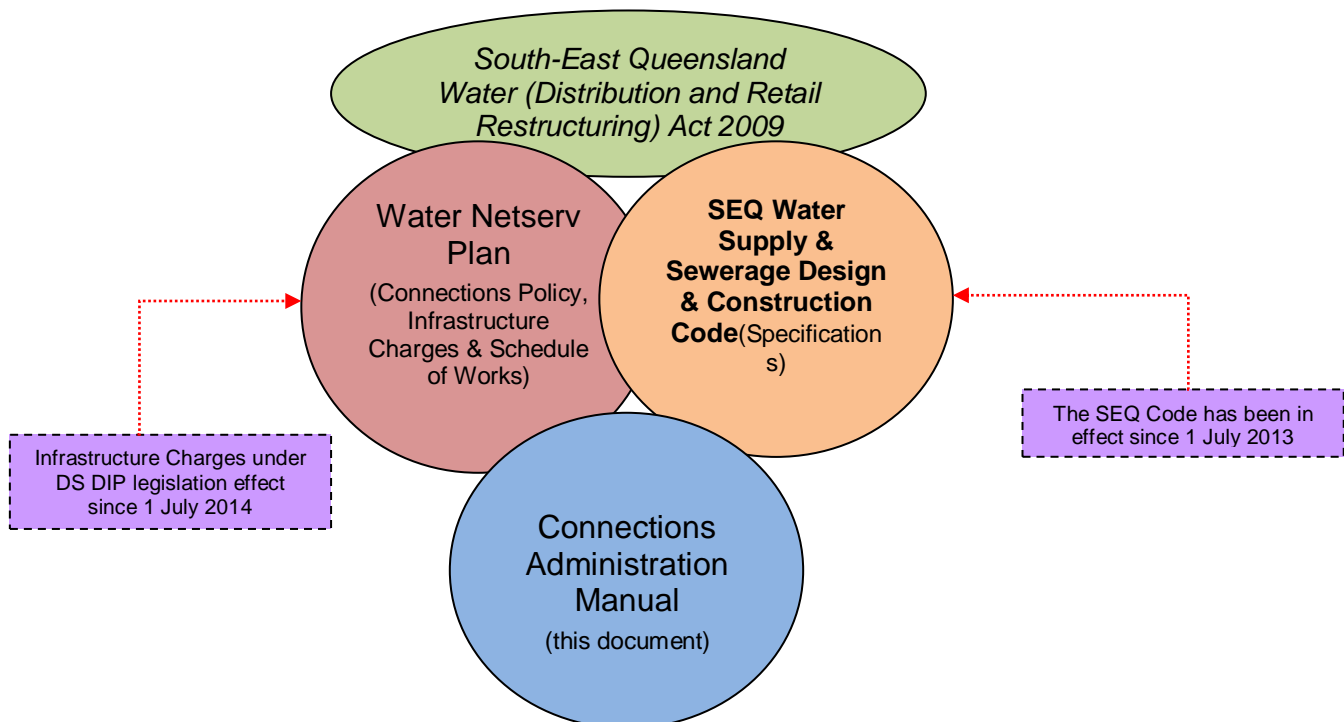 South-East Queensland
Water (Distribution and Retail
Restructuring) Act 2009
Water Netserv
Plan
(Connections Policy,
Infrastructure
Charges & Schedule
of Works)
SEQ Water
Supply &
Sewerage Design
& Construction
Code(Specification
s)
Infrastructure Charges under
DS DIP legislation effect
since 1 July 2014
The SEQ Code has been in
effect since 1 July 2013
Connections
Administration
Manual
(this document)